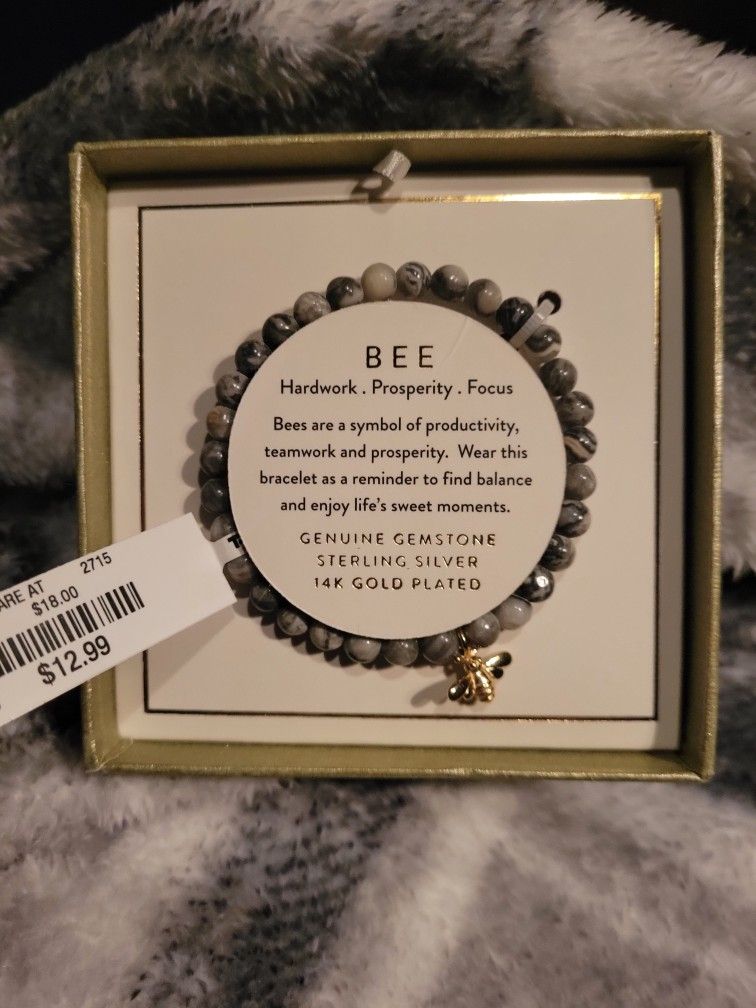 BEE
Hardwork . Prosperity . Focus
Bees are a symbol of productivity,
teamwork and prosperity. Wear this
bracelet as a reminder to find balance
and enjoy life's sweet moments.
GENUINE GEMSTONE
STERLING SILVER
14K GOLD PLATED
ARE AT 2715
$18.00
$12.99